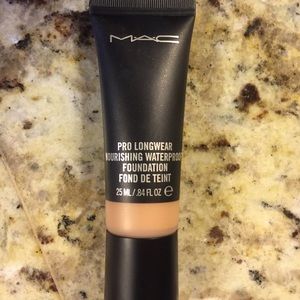 MAC
PRO LONGWEAR
NOURISHING WATERPROOF
FOUNDATION
FOND DE TEINT
25 ML / .84 FL OZ ℮